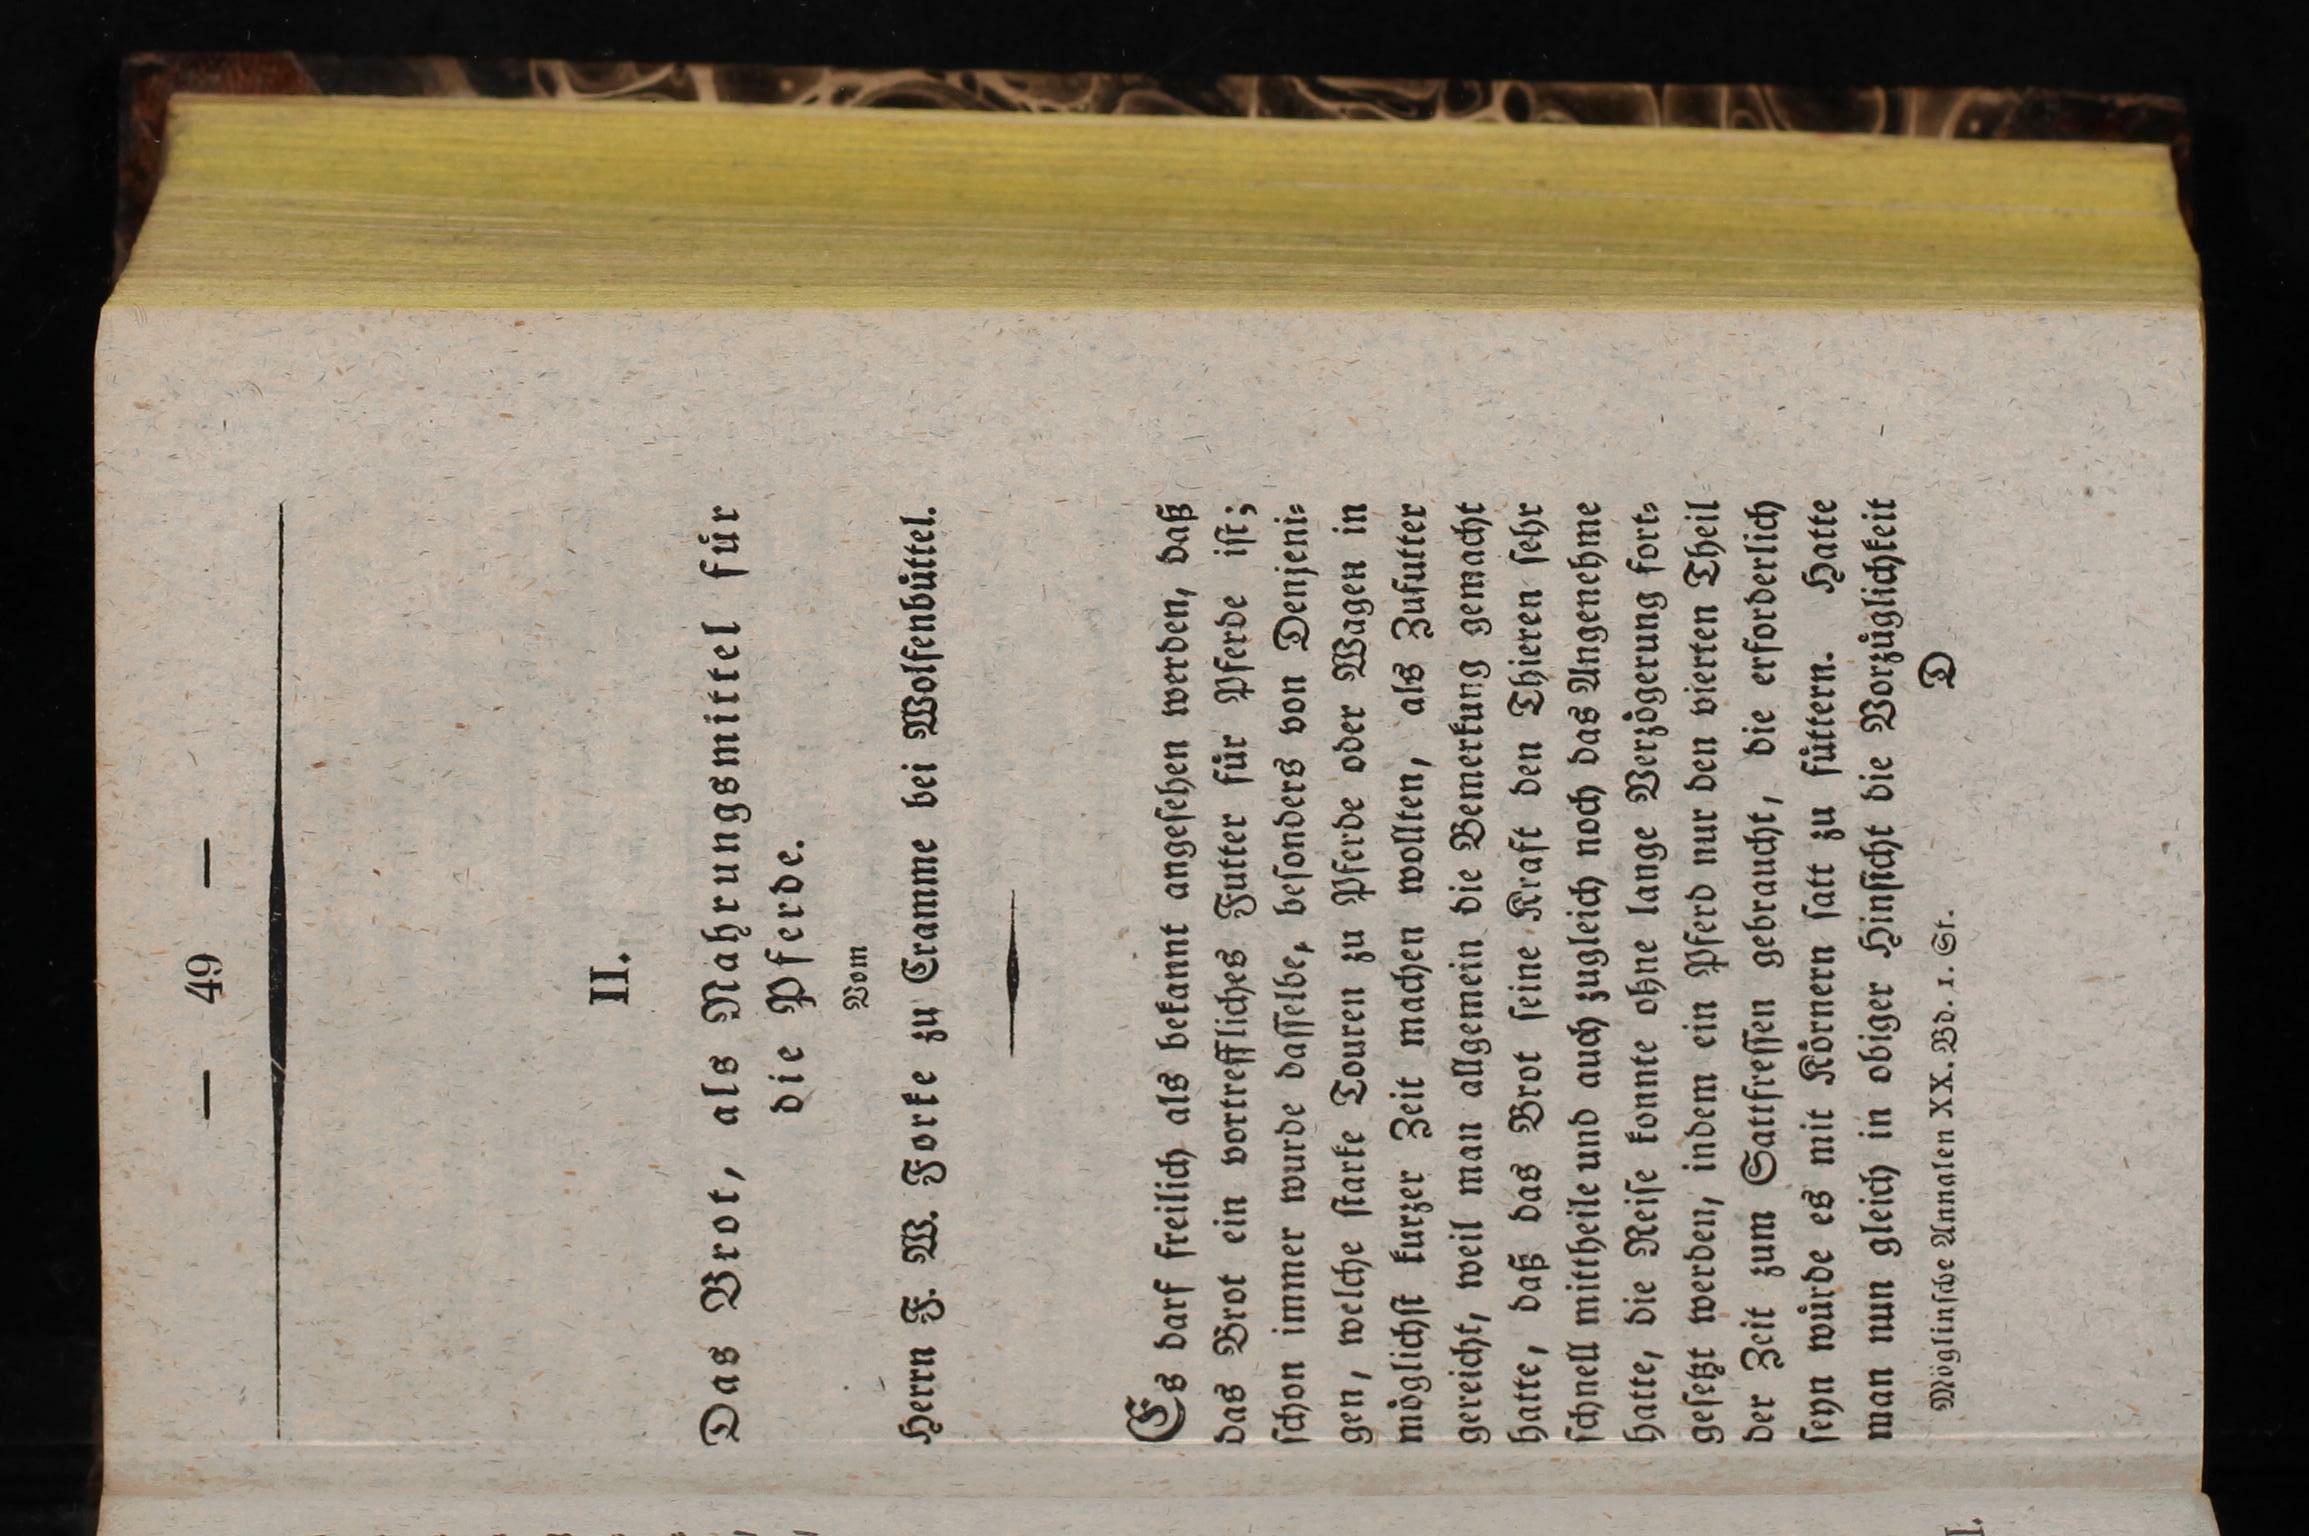 — 49 —
II.
Das Brot, als Nahrungsmittel für
die Pferde.
Vom
Herrn F. W. Forke zu Cramme bei Wolfenbüttel.
Es darf freilich als bekannt angesehen werden, daß
das Brot ein vortreffliches Futter für Pferde ist;
schon immer wurde dasselbe, besonders von Denjeni-
gen, welche starke Touren zu Pferde oder Wagen in
möglichst kurzer Zeit machen wollten, als Zufutter
gereicht, weil man allgemein die Bemerkung gemacht
hatte, daß das Brot seine Kraft den Thieren sehr
schnell mittheile und auch zugleich noch das Angenehme
hatte, die Reise konnte ohne lange Verzögerung fort-
gesetzt werden, indem ein Pferd nur den vierten Theil
der Zeit zum Sattfressen gebraucht, die erforderlich
seyn würde es mit Körnern satt zu füttern. Hatte
man nun gleich in obiger Hinsicht die Vorzüglichkeit
Möglinsche Annalen XX. Bd. 1. St. D